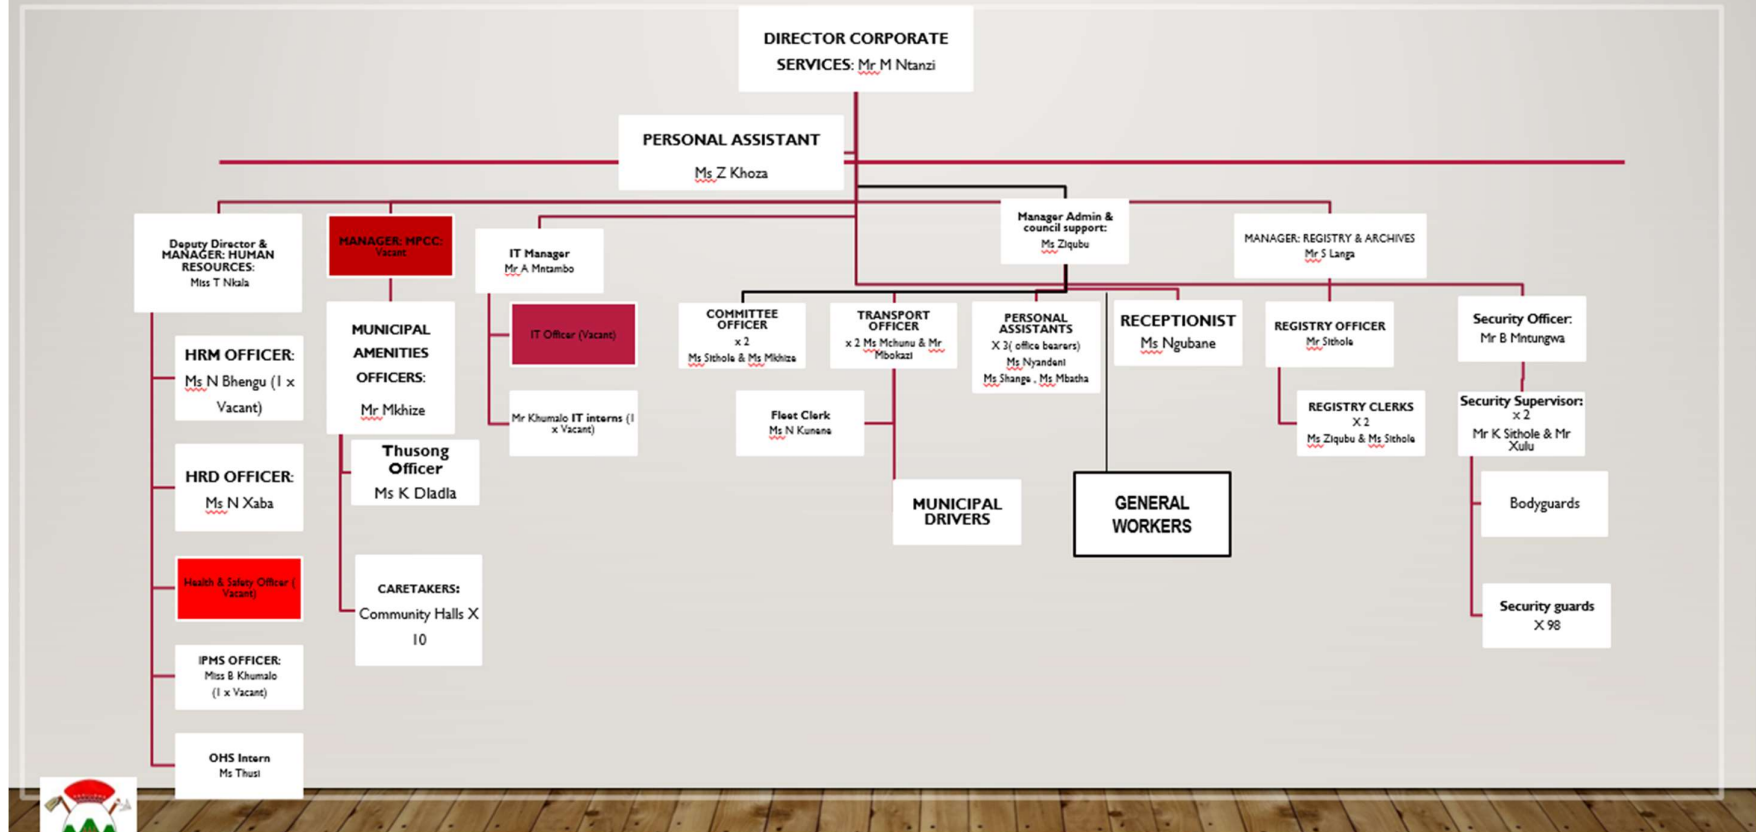 DIRECTOR CORPORATE
SERVICES: Mr M Ntanzi
PERSONAL ASSISTANT
Ms Z Khoza
Deputy Director &
MANAGER: HUMAN
RESOURCES:
Miss T Nkala
MANAGER: MPCC:
Vacant
IT Manager
Mr A Mntambo
Manager Admin &
council support:
Ms Ziqubu
MANAGER: REGISTRY & ARCHIVES
Mr S Langa
HRM OFFICER:
Ms N Bhengu (1 x
Vacant)
HRD OFFICER:
Ms N Xaba
Health & Safety Officer (
Vacant)
IPMS OFFICER:
Miss B Khumalo
(1 x Vacant)
OHS Intern
Ms Thusi
MUNICIPAL
AMENITIES
OFFICERS:
Mr Mkhize
Thusong
Officer
Ms K Dladla
CARETAKERS:
Community Halls X
10
IT Officer (Vacant)
Mr Khumalo IT interns (1
x Vacant)
COMMITTEE
OFFICER
x 2
Ms Sithole & Ms Mkhize
TRANSPORT
OFFICER
x 2 Ms Mchunu & Mr
Mbokazi
Fleet Clerk
Ms N Kunene
MUNICIPAL
DRIVERS
PERSONAL
ASSISTANTS
X 3( office bearers)
Ms Nyandeni
Ms Shange , Ms Mbatha
RECEPTIONIST
Ms Ngubane
GENERAL
WORKERS
REGISTRY OFFICER
Mr Sithole
REGISTRY CLERKS
X 2
Ms Ziqubu & Ms Sithole
Security Officer:
Mr B Mntungwa
Security Supervisor:
x 2
Mr K Sithole & Mr
Xulu
Bodyguards
Security guards
X 98